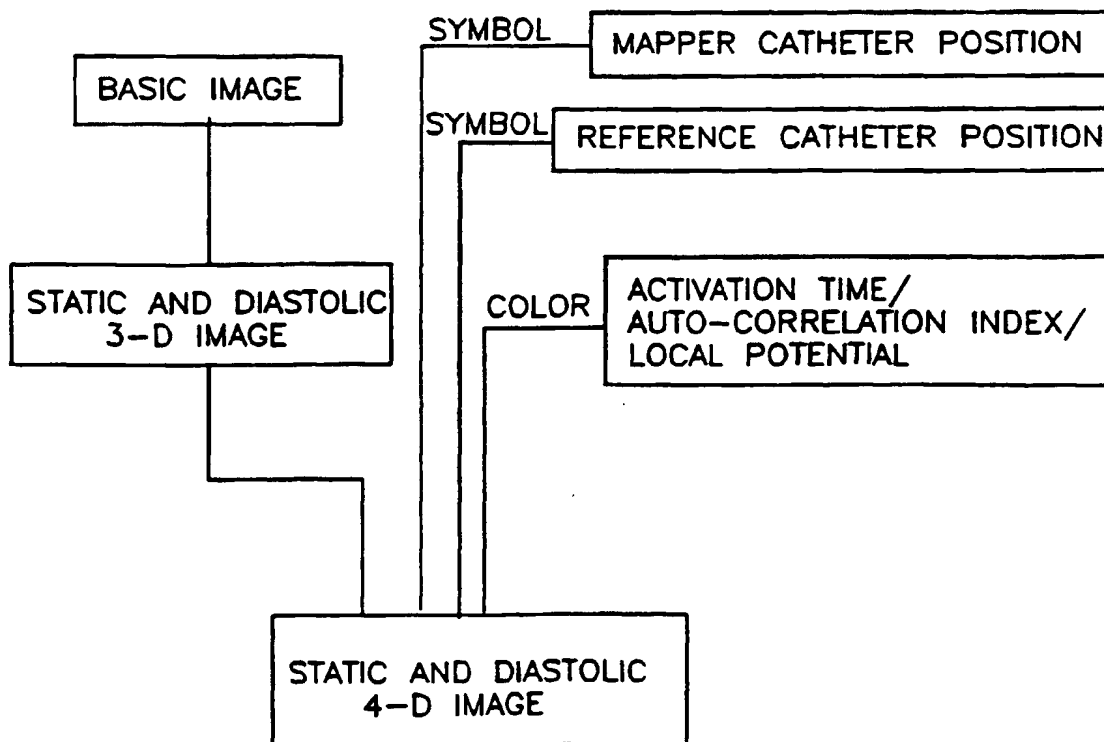 SYMBOL
MAPPER CATHETER POSITION
BASIC IMAGE
SYMBOL
REFERENCE CATHETER POSITION
STATIC AND DIASTOLIC
3-D IMAGE
COLOR
ACTIVATION TIME/
AUTO-CORRELATION INDEX/
LOCAL POTENTIAL
STATIC AND DIASTOLIC
4-D IMAGE